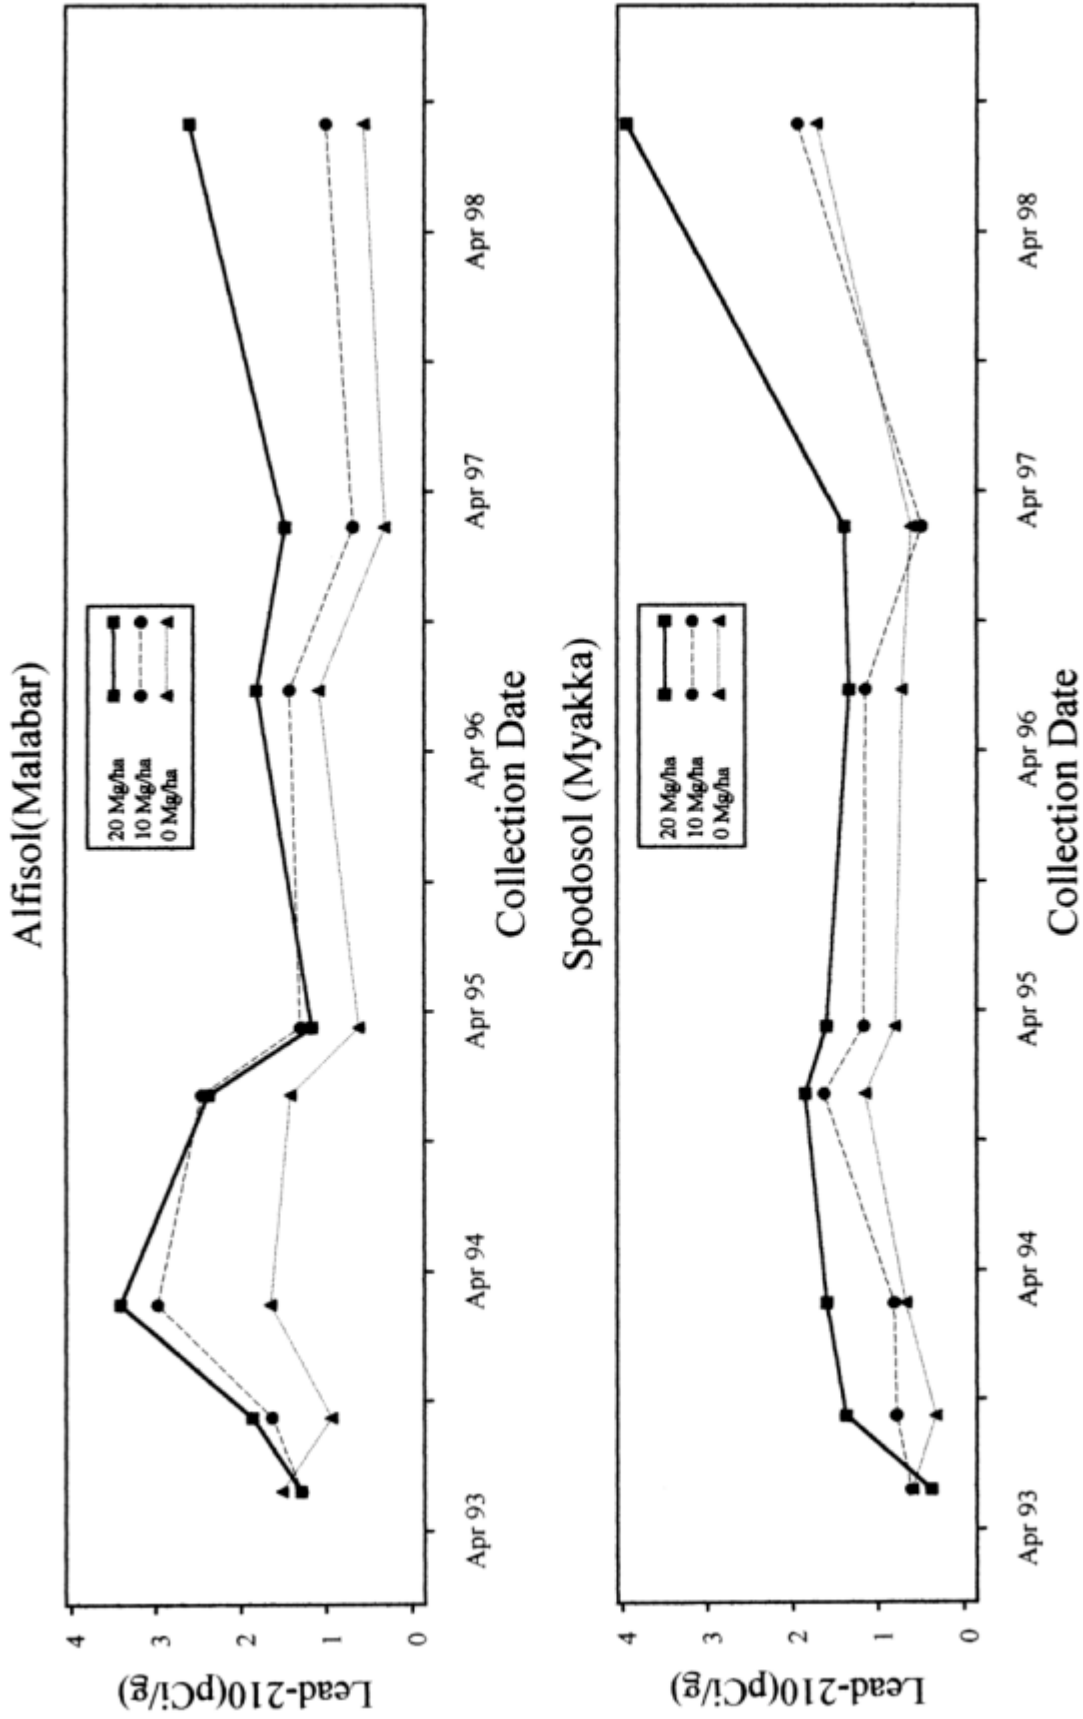 Alfisol(Malabar)
Lead-210(pCi/g)
4
3
2
1
0
20 Mg/ha
10 Mg/ha
0 Mg/ha
Apr 93
Apr 94
Apr 95
Apr 96
Apr 97
Apr 98
Collection Date
Spodosol (Myakka)
Lead-210(pCi/g)
4
3
2
1
0
20 Mg/ha
10 Mg/ha
0 Mg/ha
Apr 93
Apr 94
Apr 95
Apr 96
Apr 97
Apr 98
Collection Date